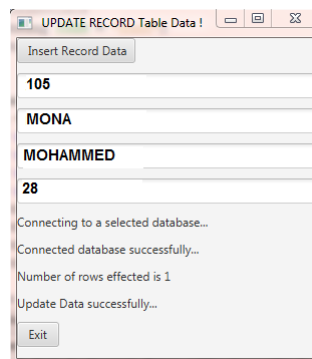 UPDATE RECORD Table Data !
Insert Record Data
105
MONA
MOHAMMED
28
Connecting to a selected database...
Connected database successfully...
Number of rows effected is 1
Update Data successfully...
Exit